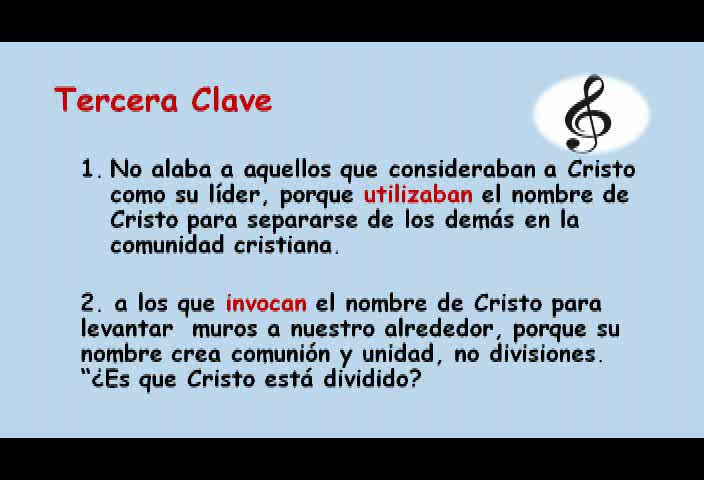 Tercera Clave
1. No alaba a aquellos que consideraban a Cristo
como su líder, porque utilizaban el nombre de
Cristo para separarse de los demás en la
comunidad cristiana.
2. a los que invocan el nombre de Cristo para
levantar muros a nuestro alrededor, porque su
nombre crea comunión y unidad, no divisiones.
“¿Es que Cristo está dividido?